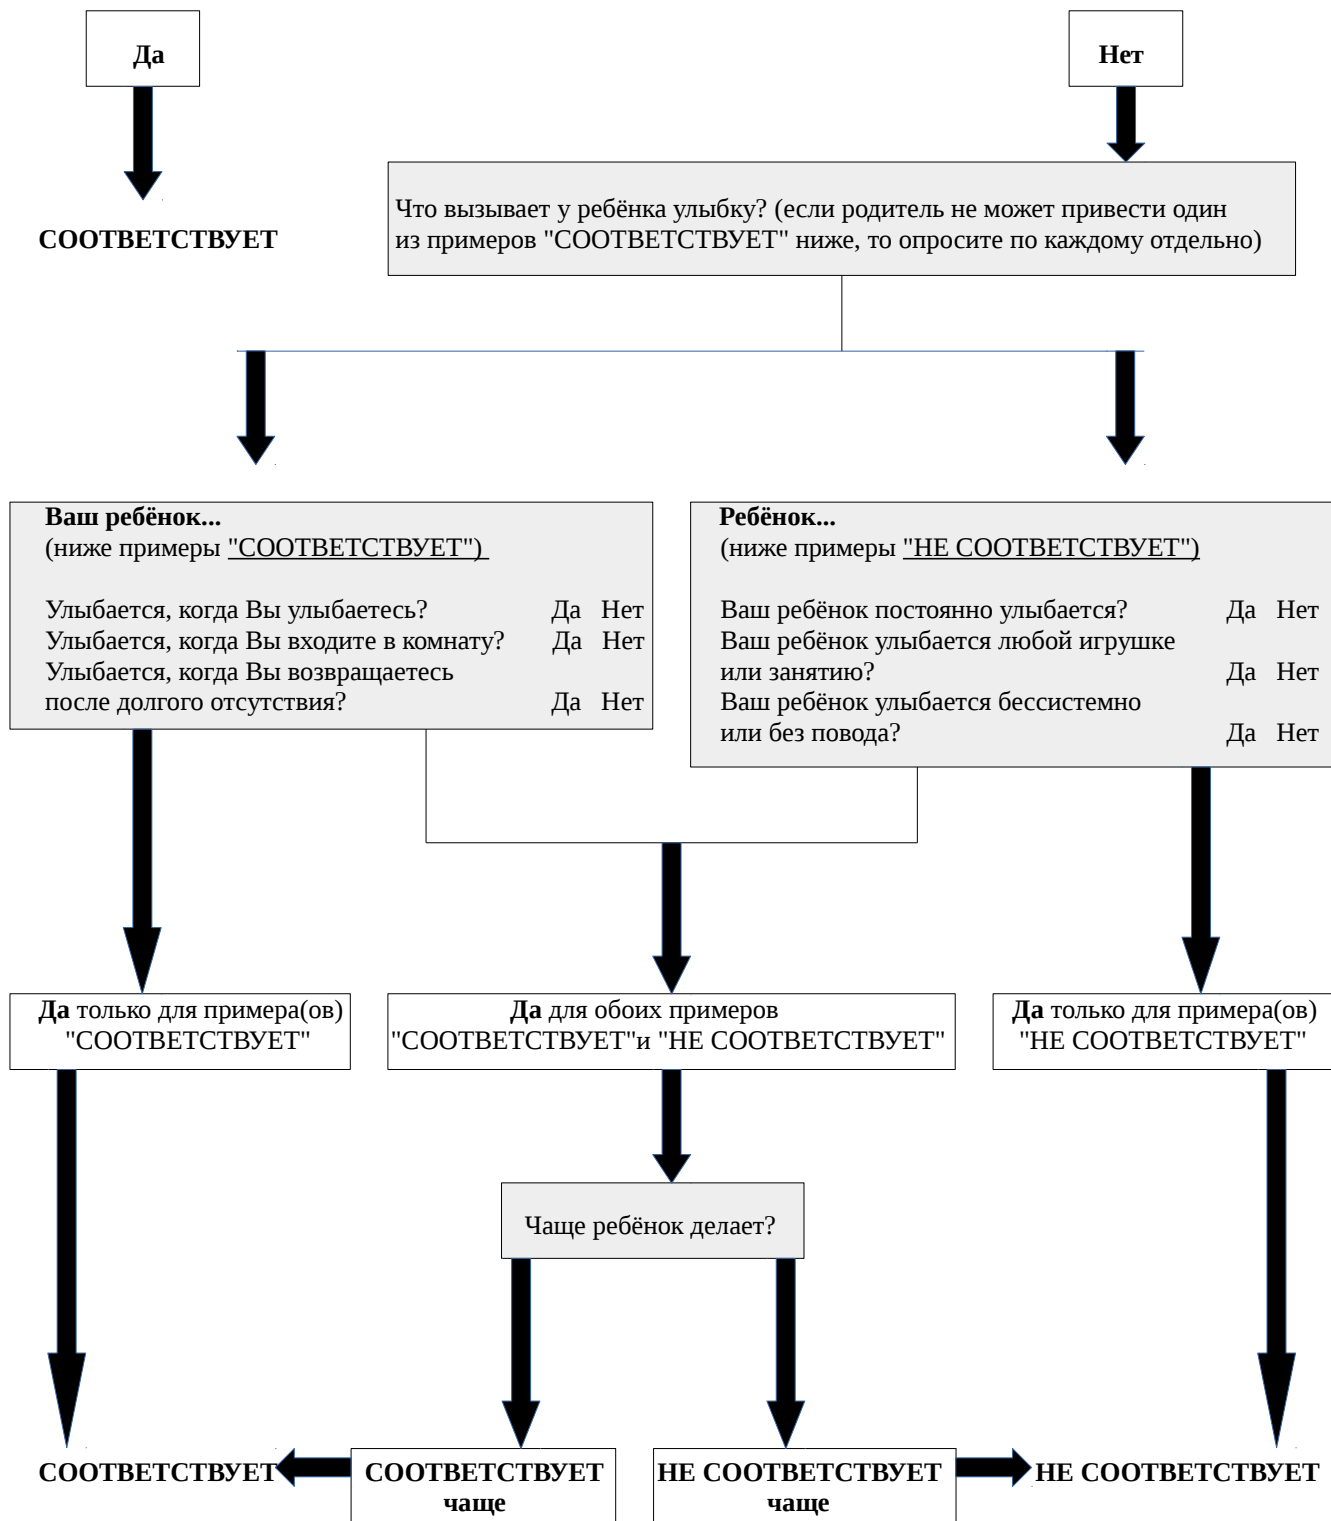 Да
Нет
СООТВЕТСТВУЕТ
Что вызывает у ребёнка улыбку? (если родитель не может привести один
из примеров "СООТВЕТСТВУЕТ" ниже, то опросите по каждому отдельно)
Ваш ребёнок...
(ниже примеры "СООТВЕТСТВУЕТ")
Улыбается, когда Вы улыбаетесь? Да Нет
Улыбается, когда Вы входите в комнату? Да Нет
Улыбается, когда Вы возвращаетесь
после долгого отсутствия? Да Нет
Ребёнок...
(ниже примеры "НЕ СООТВЕТСТВУЕТ")
Ваш ребёнок постоянно улыбается? Да Нет
Ваш ребёнок улыбается любой игрушке
или занятию? Да Нет
Ваш ребёнок улыбается бессистемно
или без повода? Да Нет
Да только для примера(ов)
"СООТВЕТСТВУЕТ"
Да для обоих примеров
"СООТВЕТСТВУЕТ"и "НЕ СООТВЕТСТВУЕТ"
Да только для примера(ов)
"НЕ СООТВЕТСТВУЕТ"
Чаще ребёнок делает?
СООТВЕТСТВУЕТ
СООТВЕТСТВУЕТ
чаще
НЕ СООТВЕТСТВУЕТ
чаще
НЕ СООТВЕТСТВУЕТ